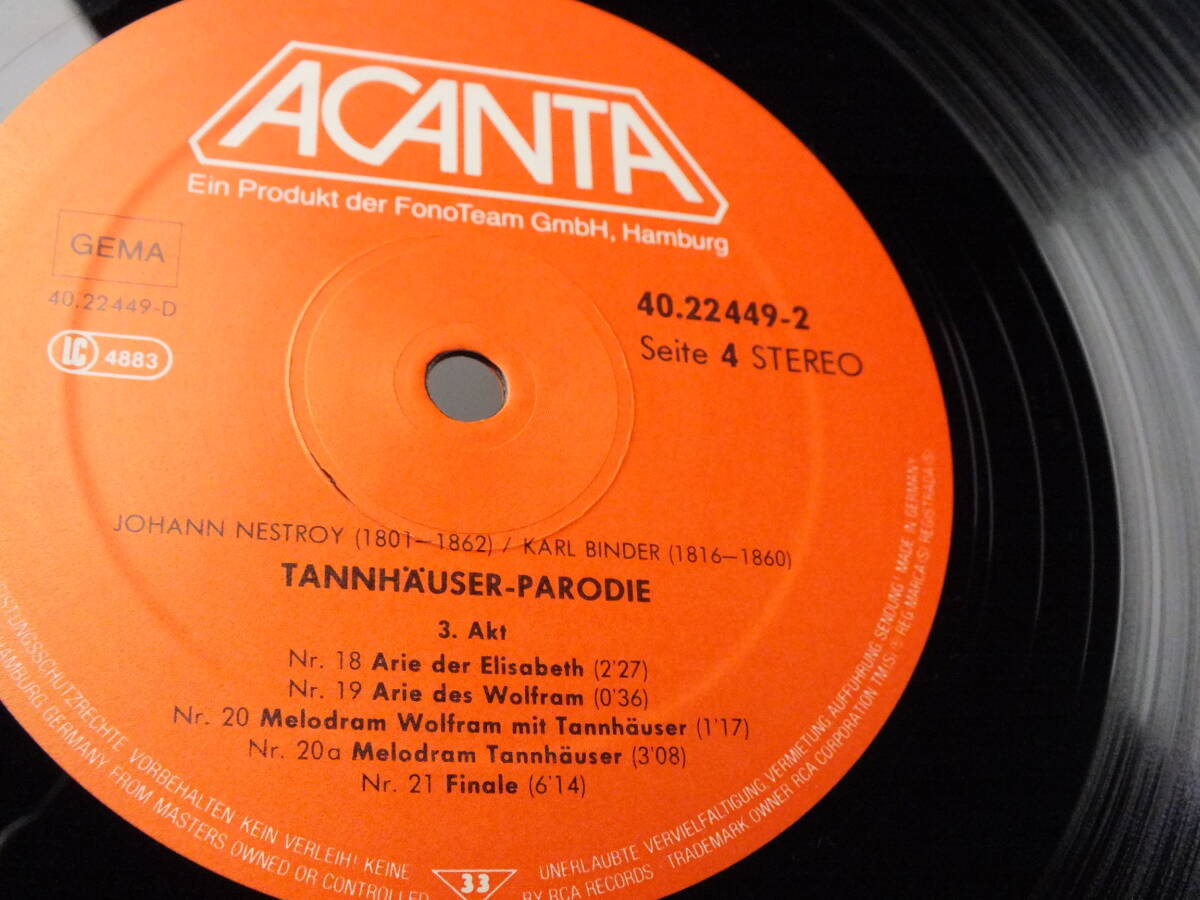 ACANTA
Ein Produkt der FonoTeam GmbH, Hamburg
GEMA
40.22449-D
LC 4883
40.22449-2
Seite 4 STEREO
JOHANN NESTROY (1801–1862) / KARL BINDER (1816–1860)
TANNHÄUSER-PARODIE
3. Akt
Nr. 18 Arie der Elisabeth (2'27)
Nr. 19 Arie des Wolfram (0'36)
Nr. 20 Melodram Wolfram mit Tannhäuser (1'17)
Nr. 20a Melodram Tannhäuser (3'08)
Nr. 21 Finale (6'14)
VORBEHALTEN KEIN VERLEIH! KEINE
HAMBURG GERMANY FROM MASTERS OWNED OR CONTROLLED
33
UNERLAUBTE VERVIELFÄLTIGUNG VERMIETUNG AUFFÜHRUNG SENDUNG! MADE IN GERMANY
BY RCA RECORDS · TRADEMARK OWNER RCA CORPORATION TM(S) ® REG. MARCA(S) REGISTRADA(S)